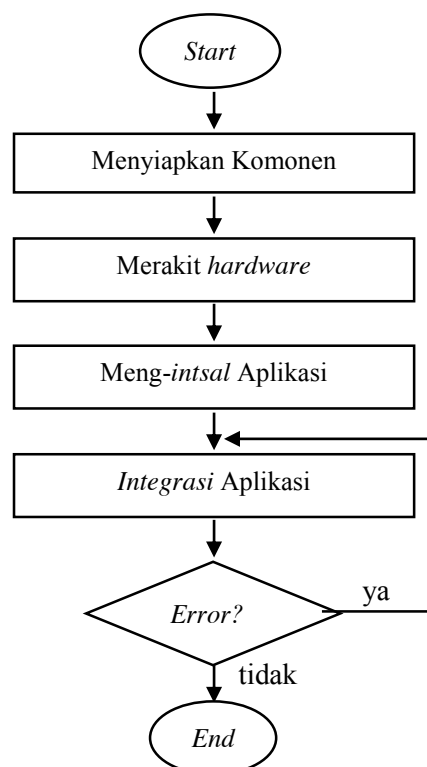 Start
Menyiapkan Komonen
Merakit hardware
Meng-intsal Aplikasi
Integrasi Aplikasi
Error?
ya
tidak
End